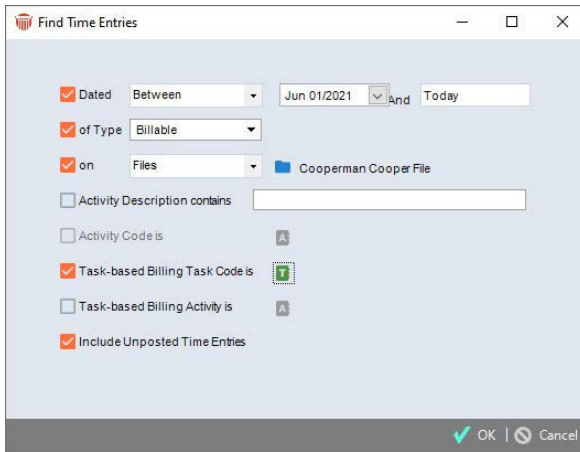 Find Time Entries
Dated Between Jun 01/2021 And Today
of Type Billable
on Files Cooperman Cooper File
Activity Description contains
Activity Code is A
Task-based Billing Task Code is T
Task-based Billing Activity is A
Include Unposted Time Entries
OK | Cancel